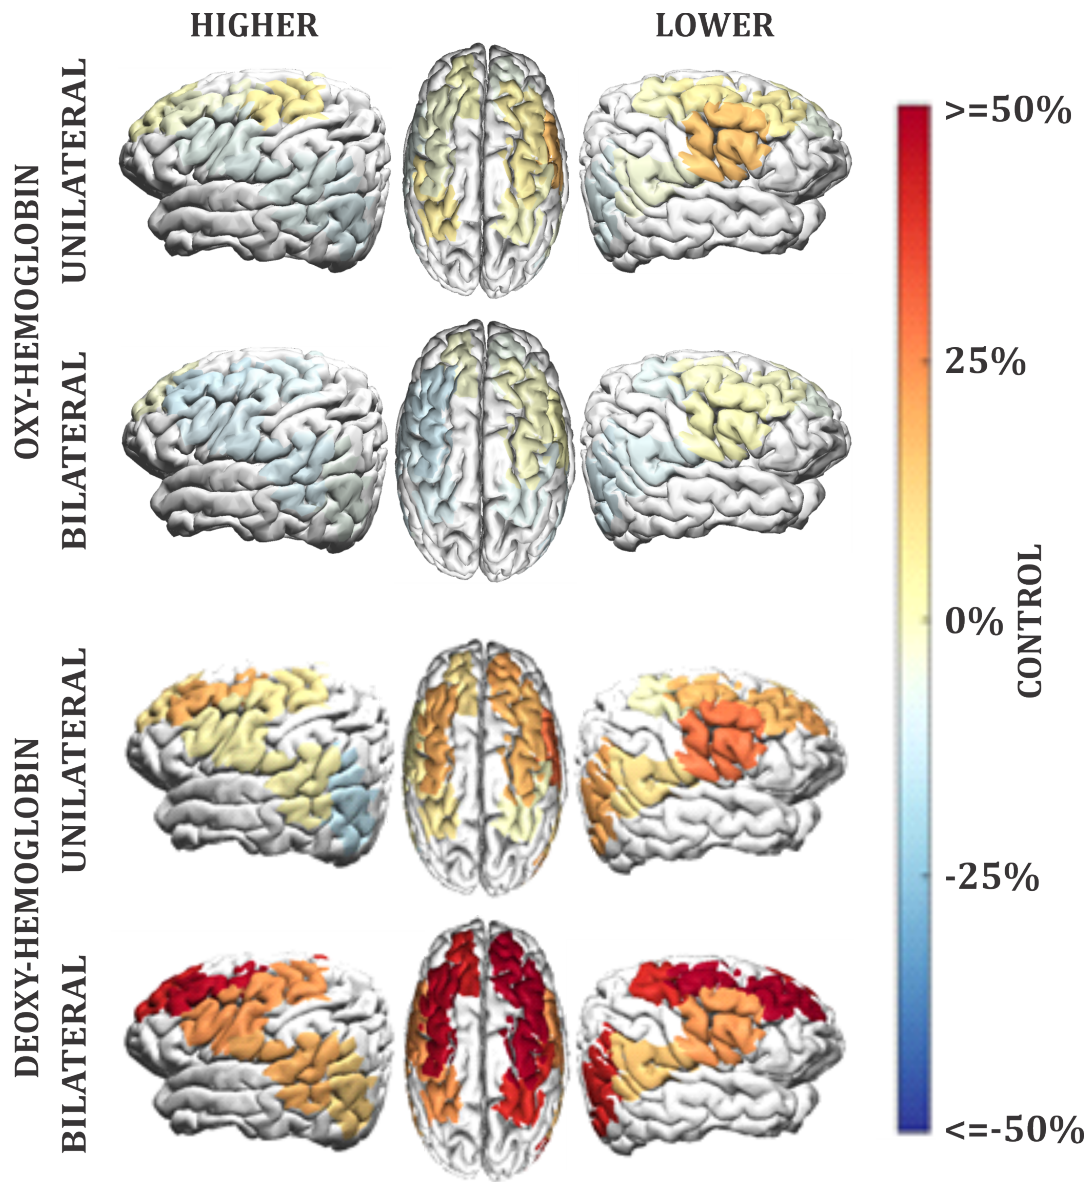 HIGHER
LOWER
OXY-HEMOGLOBIN
UNILATERAL
BILATERAL
DEOXY-HEMOGLOBIN
UNILATERAL
BILATERAL
>=50%
25%
0%
-25%
<=-50%
CONTROL